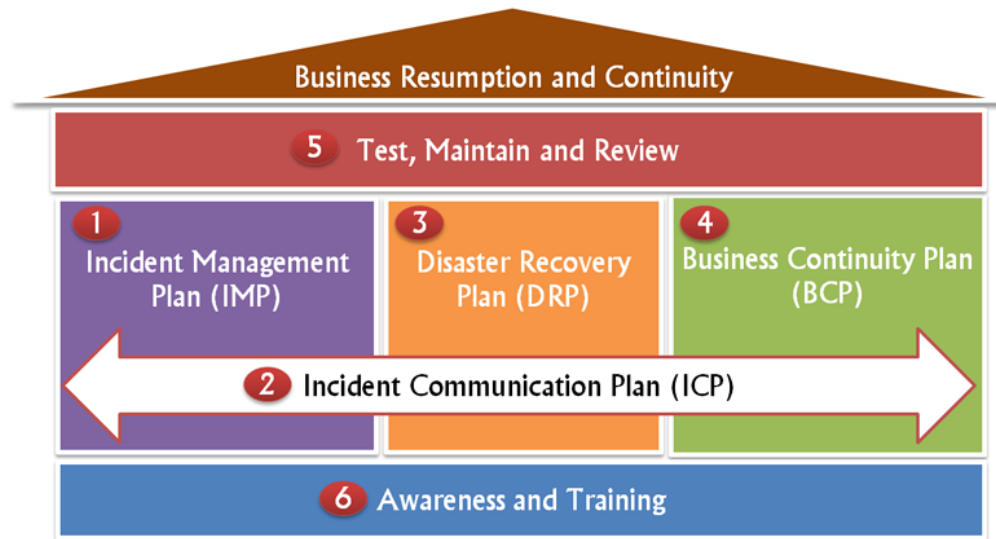 Business Resumption and Continuity
5 Test, Maintain and Review
1
Incident Management
Plan (IMP)
3
Disaster Recovery
Plan (DRP)
4
Business Continuity Plan
(BCP)
2 Incident Communication Plan (ICP)
6 Awareness and Training